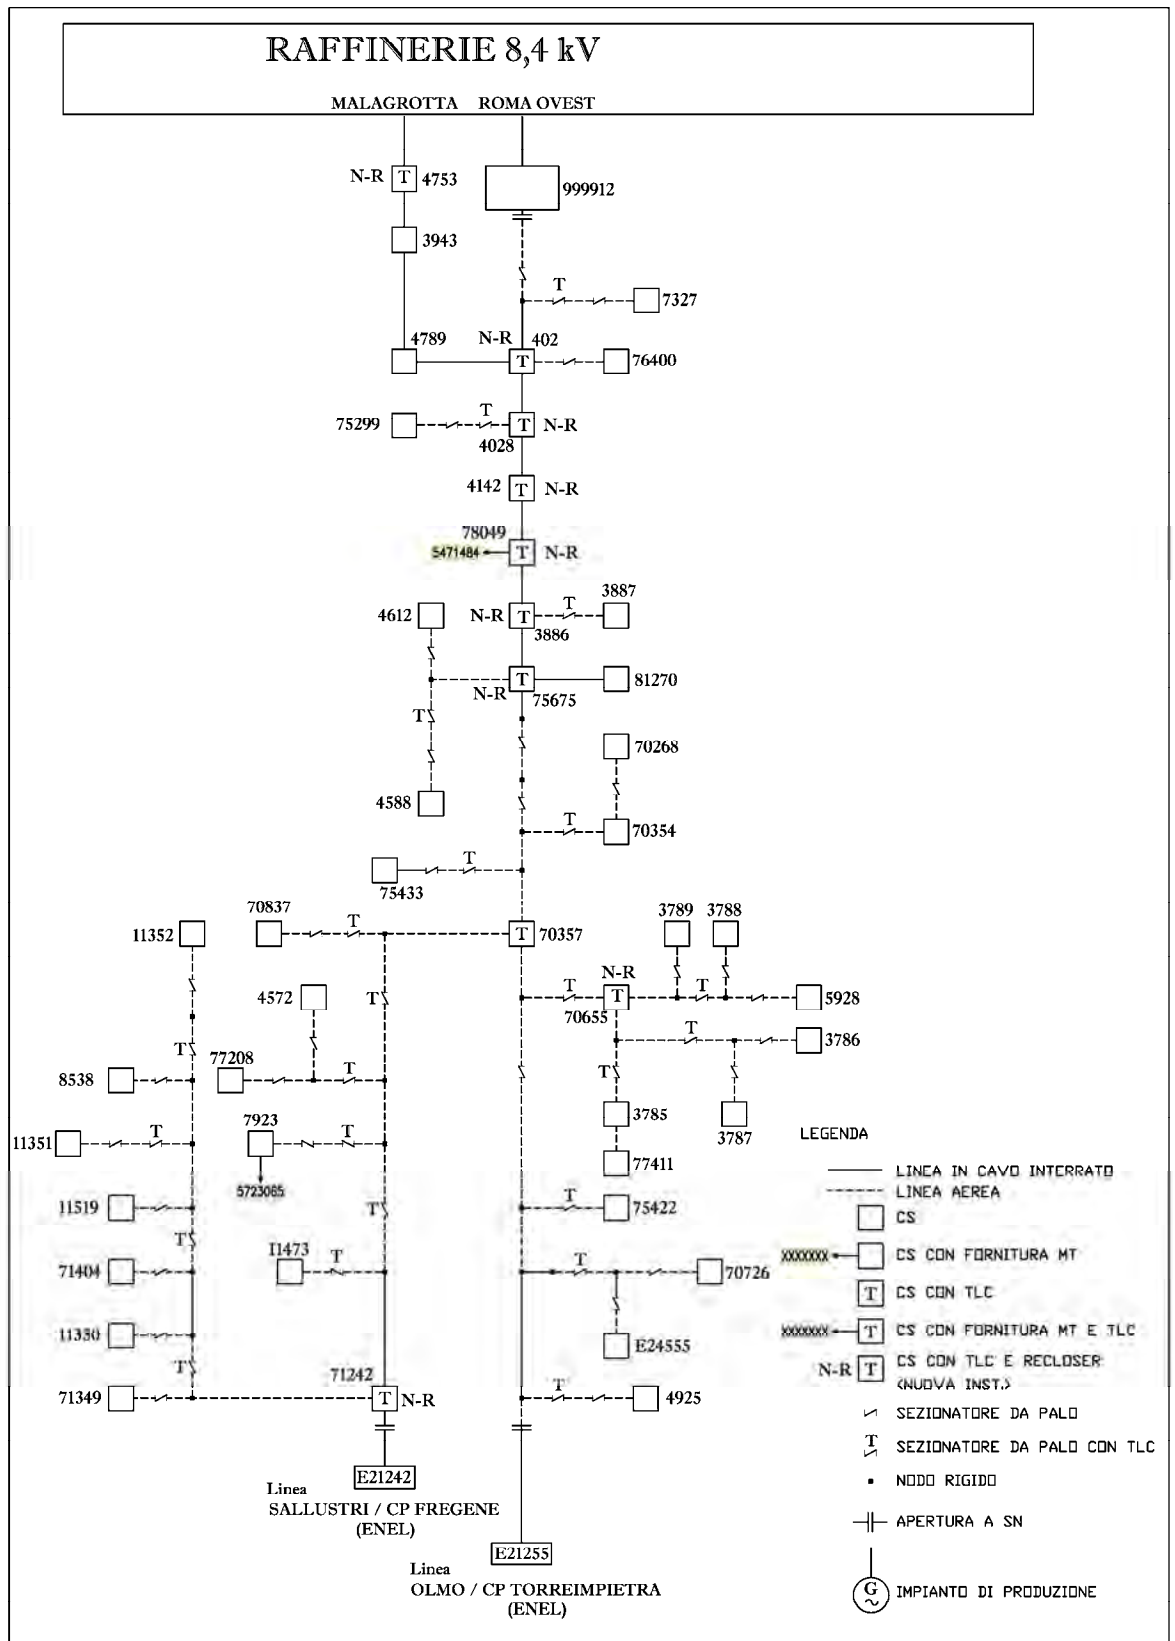 RAFFINERIE 8,4 kV
MALAGROTTA ROMA OVEST
N-R T 4753
999912
3943
T
7327
4789
N-R 402
T
76400
T
75299
T N-R
4028
4142
T N-R
78049
5471484
T N-R
3887
4612
N-R T
T
3886
T
81270
N-R
75675
T
70268
4588
T
70354
T
75433
70837
3789 3788
11352
T
T 70357
N-R
4572
T
T
T
T
5928
70655
T
3786
T
77208
T
8538
T
7923
3785
3787
11351
T
T
77411
5723065
11519
T
75422
T
T
11473
T
71404
T
70726
11330
E24555
T
71242
71349
T N-R
T
4925
E21242
Linea
SALLUSTRI / CP FREGENE
(ENEL)
E21255
Linea
OLMO / CP TORREIMPIETRA
(ENEL)
LEGENDA
LINEA IN CAVO INTERRATO
LINEA AEREA
CS
XXXXXXX CS CON FORNITURA MT
T CS CON TLC
XXXXXXX T CS CON FORNITURA MT E TLC
N-R T CS CON TLC E RECLOSER
(NUOVA INST.)
SEZIONATORE DA PALO
T SEZIONATORE DA PALO CON TLC
NODO RIGIDO
APERTURA A SN
G ~ IMPIANTO DI PRODUZIONE